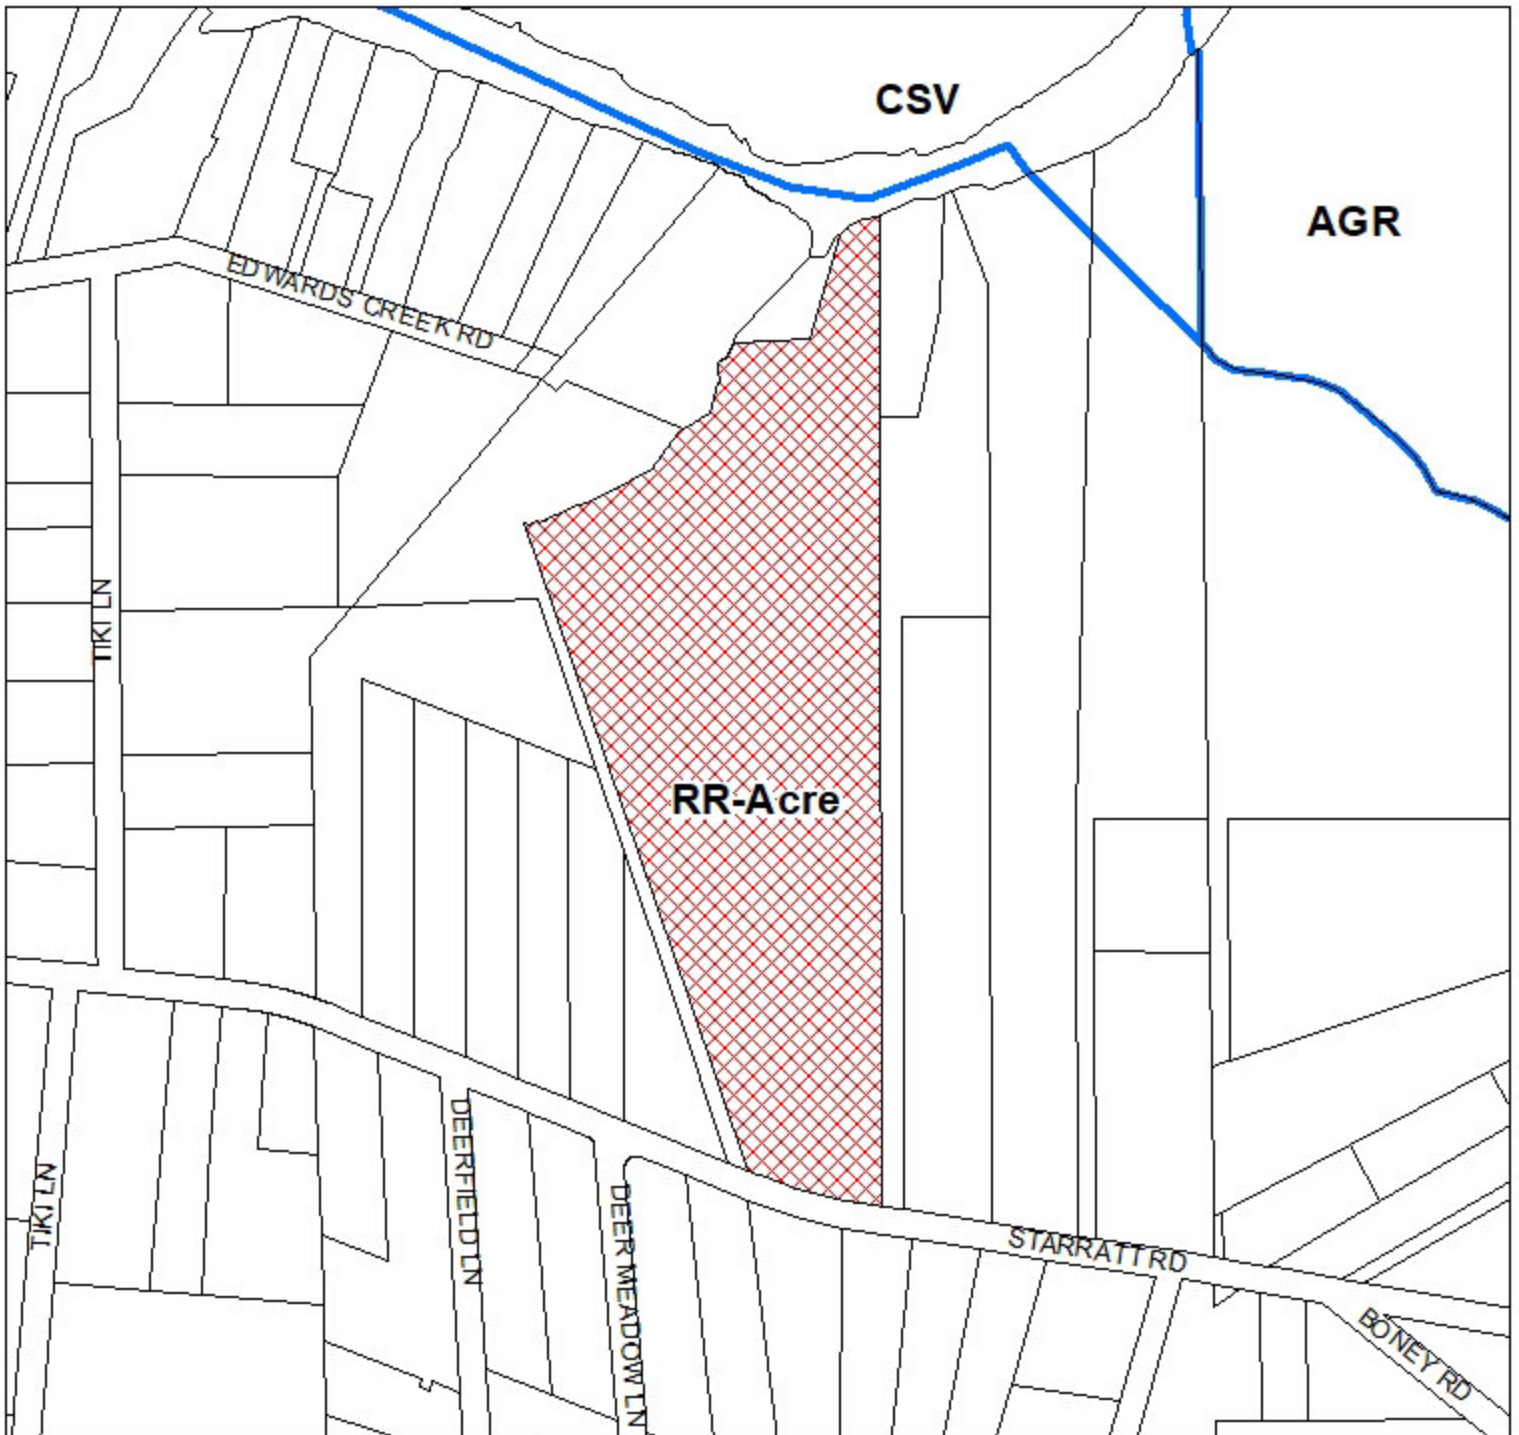 CSV
AGR
EDWARDS CREEK RD
TIKI LN
RR-Acre
DEERFIELD LN
TIKI LN
DEER MEADOW LN
STARRATT RD
BONEY RD